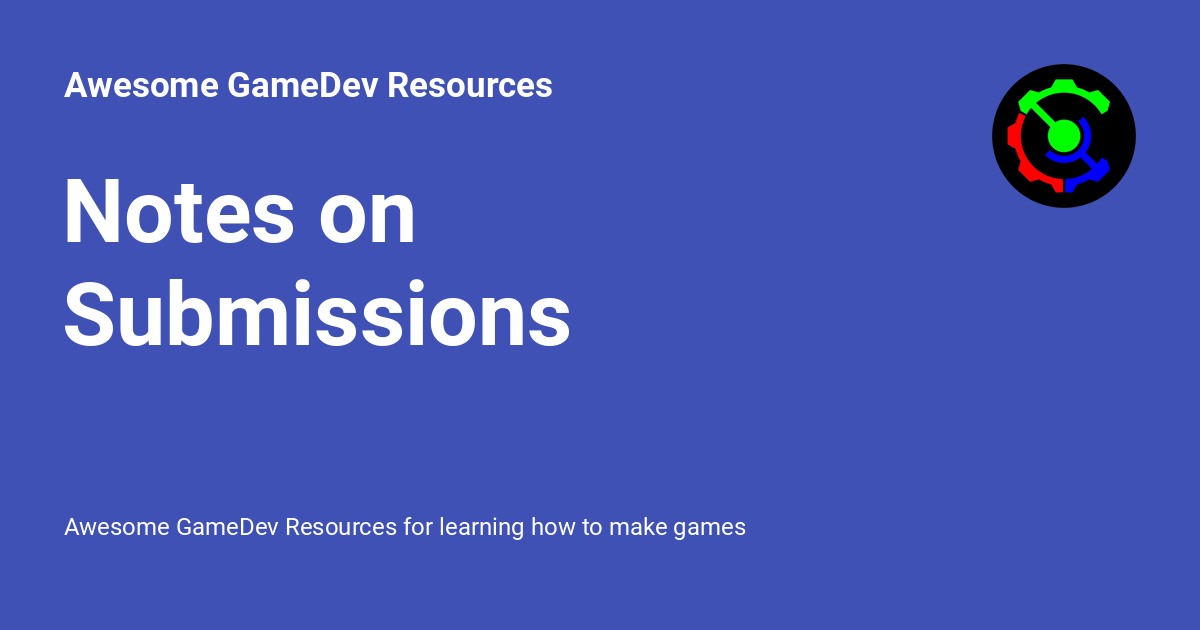 Awesome GameDev Resources
Notes on
Submissions
Awesome GameDev Resources for learning how to make games